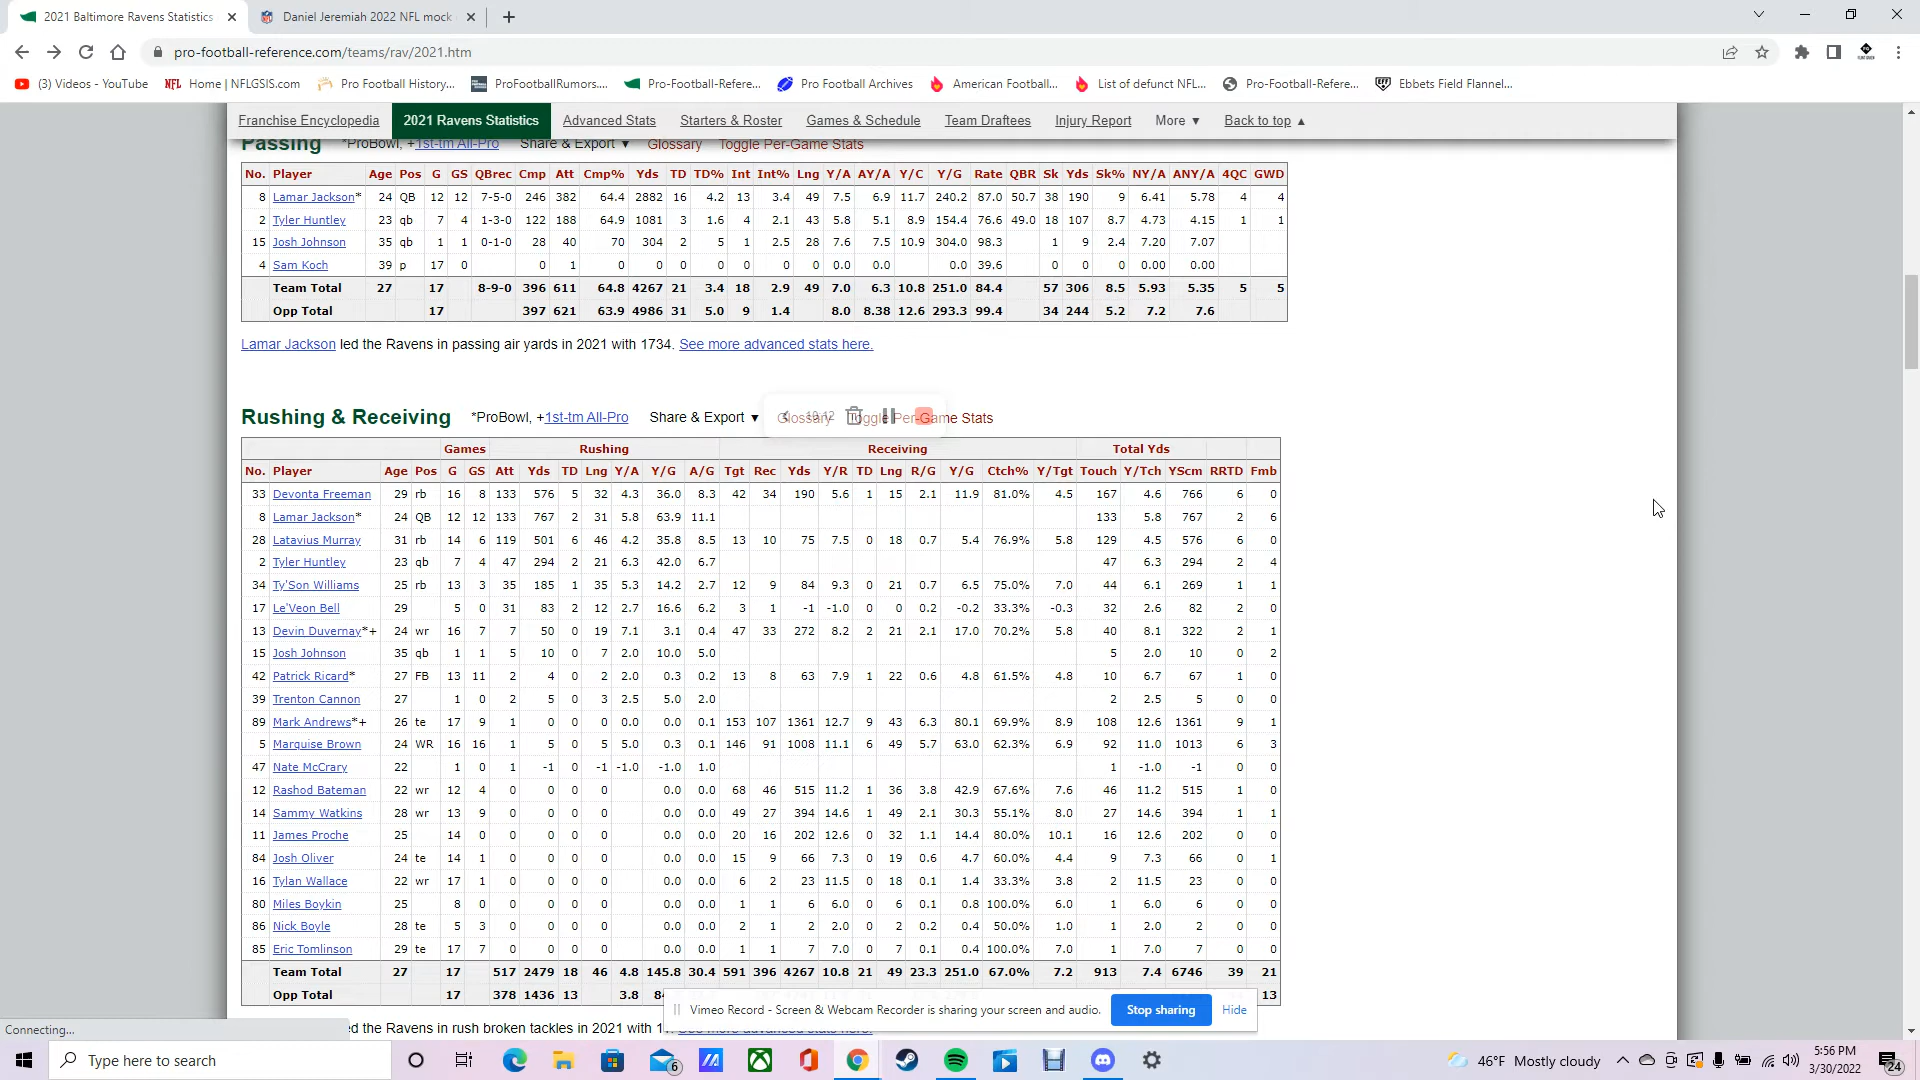 2021 Baltimore Ravens Statistics
Daniel Jeremiah 2022 NFL mock
pro-football-reference.com/teams/rav/2021.htm
(3) Videos - YouTube
NFL Home | NFLGSIS.com
Pro Football History...
ProFootballRumors....
Pro-Football-Refere...
Pro Football Archives
American Football...
List of defunct NFL...
Pro-Football-Refere...
Ebbets Field Flannel...
Franchise Encyclopedia 2021 Ravens Statistics Advanced Stats Starters & Roster Games & Schedule Team Draftees Injury Report More ▼ Back to top ▲
Passing *ProBowl, +1st-tm All-Pro Share & Export ▼ Glossary Toggle Per-Game Stats
No. Player Age Pos G GS QBrec Cmp Att Cmp% Yds TD TD% Int Int% Lng Y/A AY/A Y/C Y/G Rate QBR Sk Yds Sk% NY/A ANY/A 4QC GWD
8 Lamar Jackson* 24 QB 12 12 7-5-0 246 382 64.4 2882 16 4.2 13 3.4 49 7.5 6.9 11.7 240.2 87.0 50.7 38 190 9 6.41 5.78 4 4
2 Tyler Huntley 23 qb 7 4 1-3-0 122 188 64.9 1081 3 1.6 4 2.1 43 5.8 5.1 8.9 154.4 76.6 49.0 18 107 8.7 4.73 4.15 1 1
15 Josh Johnson 35 qb 1 1 0-1-0 28 40 70 304 2 5 1 2.5 28 7.6 7.5 10.9 304.0 98.3 1 9 2.4 7.20 7.07
4 Sam Koch 39 p 17 0 0 1 0 0 0 0 0 0 0 0.0 0.0 0.0 39.6 0 0 0 0.00 0.00
Team Total 27 17 8-9-0 396 611 64.8 4267 21 3.4 18 2.9 49 7.0 6.3 10.8 251.0 84.4 57 306 8.5 5.93 5.35 5 5
Opp Total 17 397 621 63.9 4986 31 5.0 9 1.4 8.0 8.38 12.6 293.3 99.4 34 244 5.2 7.2 7.6
Lamar Jackson led the Ravens in passing air yards in 2021 with 1734. See more advanced stats here.
Rushing & Receiving *ProBowl, +1st-tm All-Pro Share & Export ▼ Glossary Toggle Per-Game Stats
Games Rushing Receiving Total Yds
No. Player Age Pos G GS Att Yds TD Lng Y/A Y/G A/G Tgt Rec Yds Y/R TD Lng R/G Y/G Ctch% Y/Tgt Touch Y/Tch YScm RRTD Fmb
33 Devonta Freeman 29 rb 16 8 133 576 5 32 4.3 36.0 8.3 42 34 190 5.6 1 15 2.1 11.9 81.0% 4.5 167 4.6 766 6 0
8 Lamar Jackson* 24 QB 12 12 133 767 2 31 5.8 63.9 11.1 133 5.8 767 2 6
28 Latavius Murray 31 rb 14 6 119 501 6 46 4.2 35.8 8.5 13 10 75 7.5 0 18 0.7 5.4 76.9% 5.8 129 4.5 576 6 0
2 Tyler Huntley 23 qb 7 4 47 294 2 21 6.3 42.0 6.7 47 6.3 294 2 4
34 Ty'Son Williams 25 rb 13 3 35 185 1 35 5.3 14.2 2.7 12 9 84 9.3 0 21 0.7 6.5 75.0% 7.0 44 6.1 269 1 1
17 Le'Veon Bell 29 5 0 31 83 2 12 2.7 16.6 6.2 3 1 -1 -1.0 0 0 0.2 -0.2 33.3% -0.3 32 2.6 82 2 0
13 Devin Duvernay*+ 24 wr 16 7 7 50 0 19 7.1 3.1 0.4 47 33 272 8.2 2 21 2.1 17.0 70.2% 5.8 40 8.1 322 2 1
15 Josh Johnson 35 qb 1 1 5 10 0 7 2.0 10.0 5.0 5 2.0 10 0 2
42 Patrick Ricard* 27 FB 13 11 2 4 0 2 2.0 0.3 0.2 13 8 63 7.9 1 22 0.6 4.8 61.5% 4.8 10 6.7 67 1 0
39 Trenton Cannon 27 1 0 2 5 0 3 2.5 5.0 2.0 2 2.5 5 0 0
89 Mark Andrews*+ 26 te 17 9 1 0 0 0 0.0 0.0 0.1 153 107 1361 12.7 9 43 6.3 80.1 69.9% 8.9 108 12.6 1361 9 1
5 Marquise Brown 24 WR 16 16 1 5 0 5 5.0 0.3 0.1 146 91 1008 11.1 6 49 5.7 63.0 62.3% 6.9 92 11.0 1013 6 3
47 Nate McCrary 22 1 0 1 -1 0 -1 -1.0 -1.0 1.0 1 -1.0 -1 0 0
12 Rashod Bateman 22 wr 12 4 0 0 0 0 0.0 0.0 68 46 515 11.2 1 36 3.8 42.9 67.6% 7.6 46 11.2 515 1 0
14 Sammy Watkins 28 wr 13 9 0 0 0 0 0.0 0.0 49 27 394 14.6 1 49 2.1 30.3 55.1% 8.0 27 14.6 394 1 1
11 James Proche 25 14 0 0 0 0 0 0.0 0.0 20 16 202 12.6 0 32 1.1 14.4 80.0% 10.1 16 12.6 202 0 0
84 Josh Oliver 24 te 14 1 0 0 0 0 0.0 0.0 15 9 66 7.3 0 19 0.6 4.7 60.0% 4.4 9 7.3 66 0 1
16 Tylan Wallace 22 wr 17 1 0 0 0 0 0.0 0.0 6 2 23 11.5 0 18 0.1 1.4 33.3% 3.8 2 11.5 23 0 0
80 Miles Boykin 25 8 0 0 0 0 0 0.0 0.0 1 1 6 6.0 0 6 0.1 0.8 100.0% 6.0 1 6.0 6 0 0
86 Nick Boyle 28 te 5 3 0 0 0 0 0.0 0.0 2 1 2 2.0 0 2 0.2 0.4 50.0% 1.0 1 2.0 2 0 0
85 Eric Tomlinson 29 te 17 7 0 0 0 0 0.0 0.0 1 1 7 7.0 0 7 0.1 0.4 100.0% 7.0 1 7.0 7 0 0
Team Total 27 17 517 2479 18 46 4.8 145.8 30.4 591 396 4267 10.8 21 49 23.3 251.0 67.0% 7.2 913 7.4 6746 39 21
Opp Total 17 378 1436 13 3.8 13
Vimeo Record - Screen & Webcam Recorder is sharing your screen and audio. Stop sharing Hide
Connecting...
ed the Ravens in rush broken tackles in 2021 with
Type here to search
6
46°F Mostly cloudy
5:56 PM
3/30/2022
24